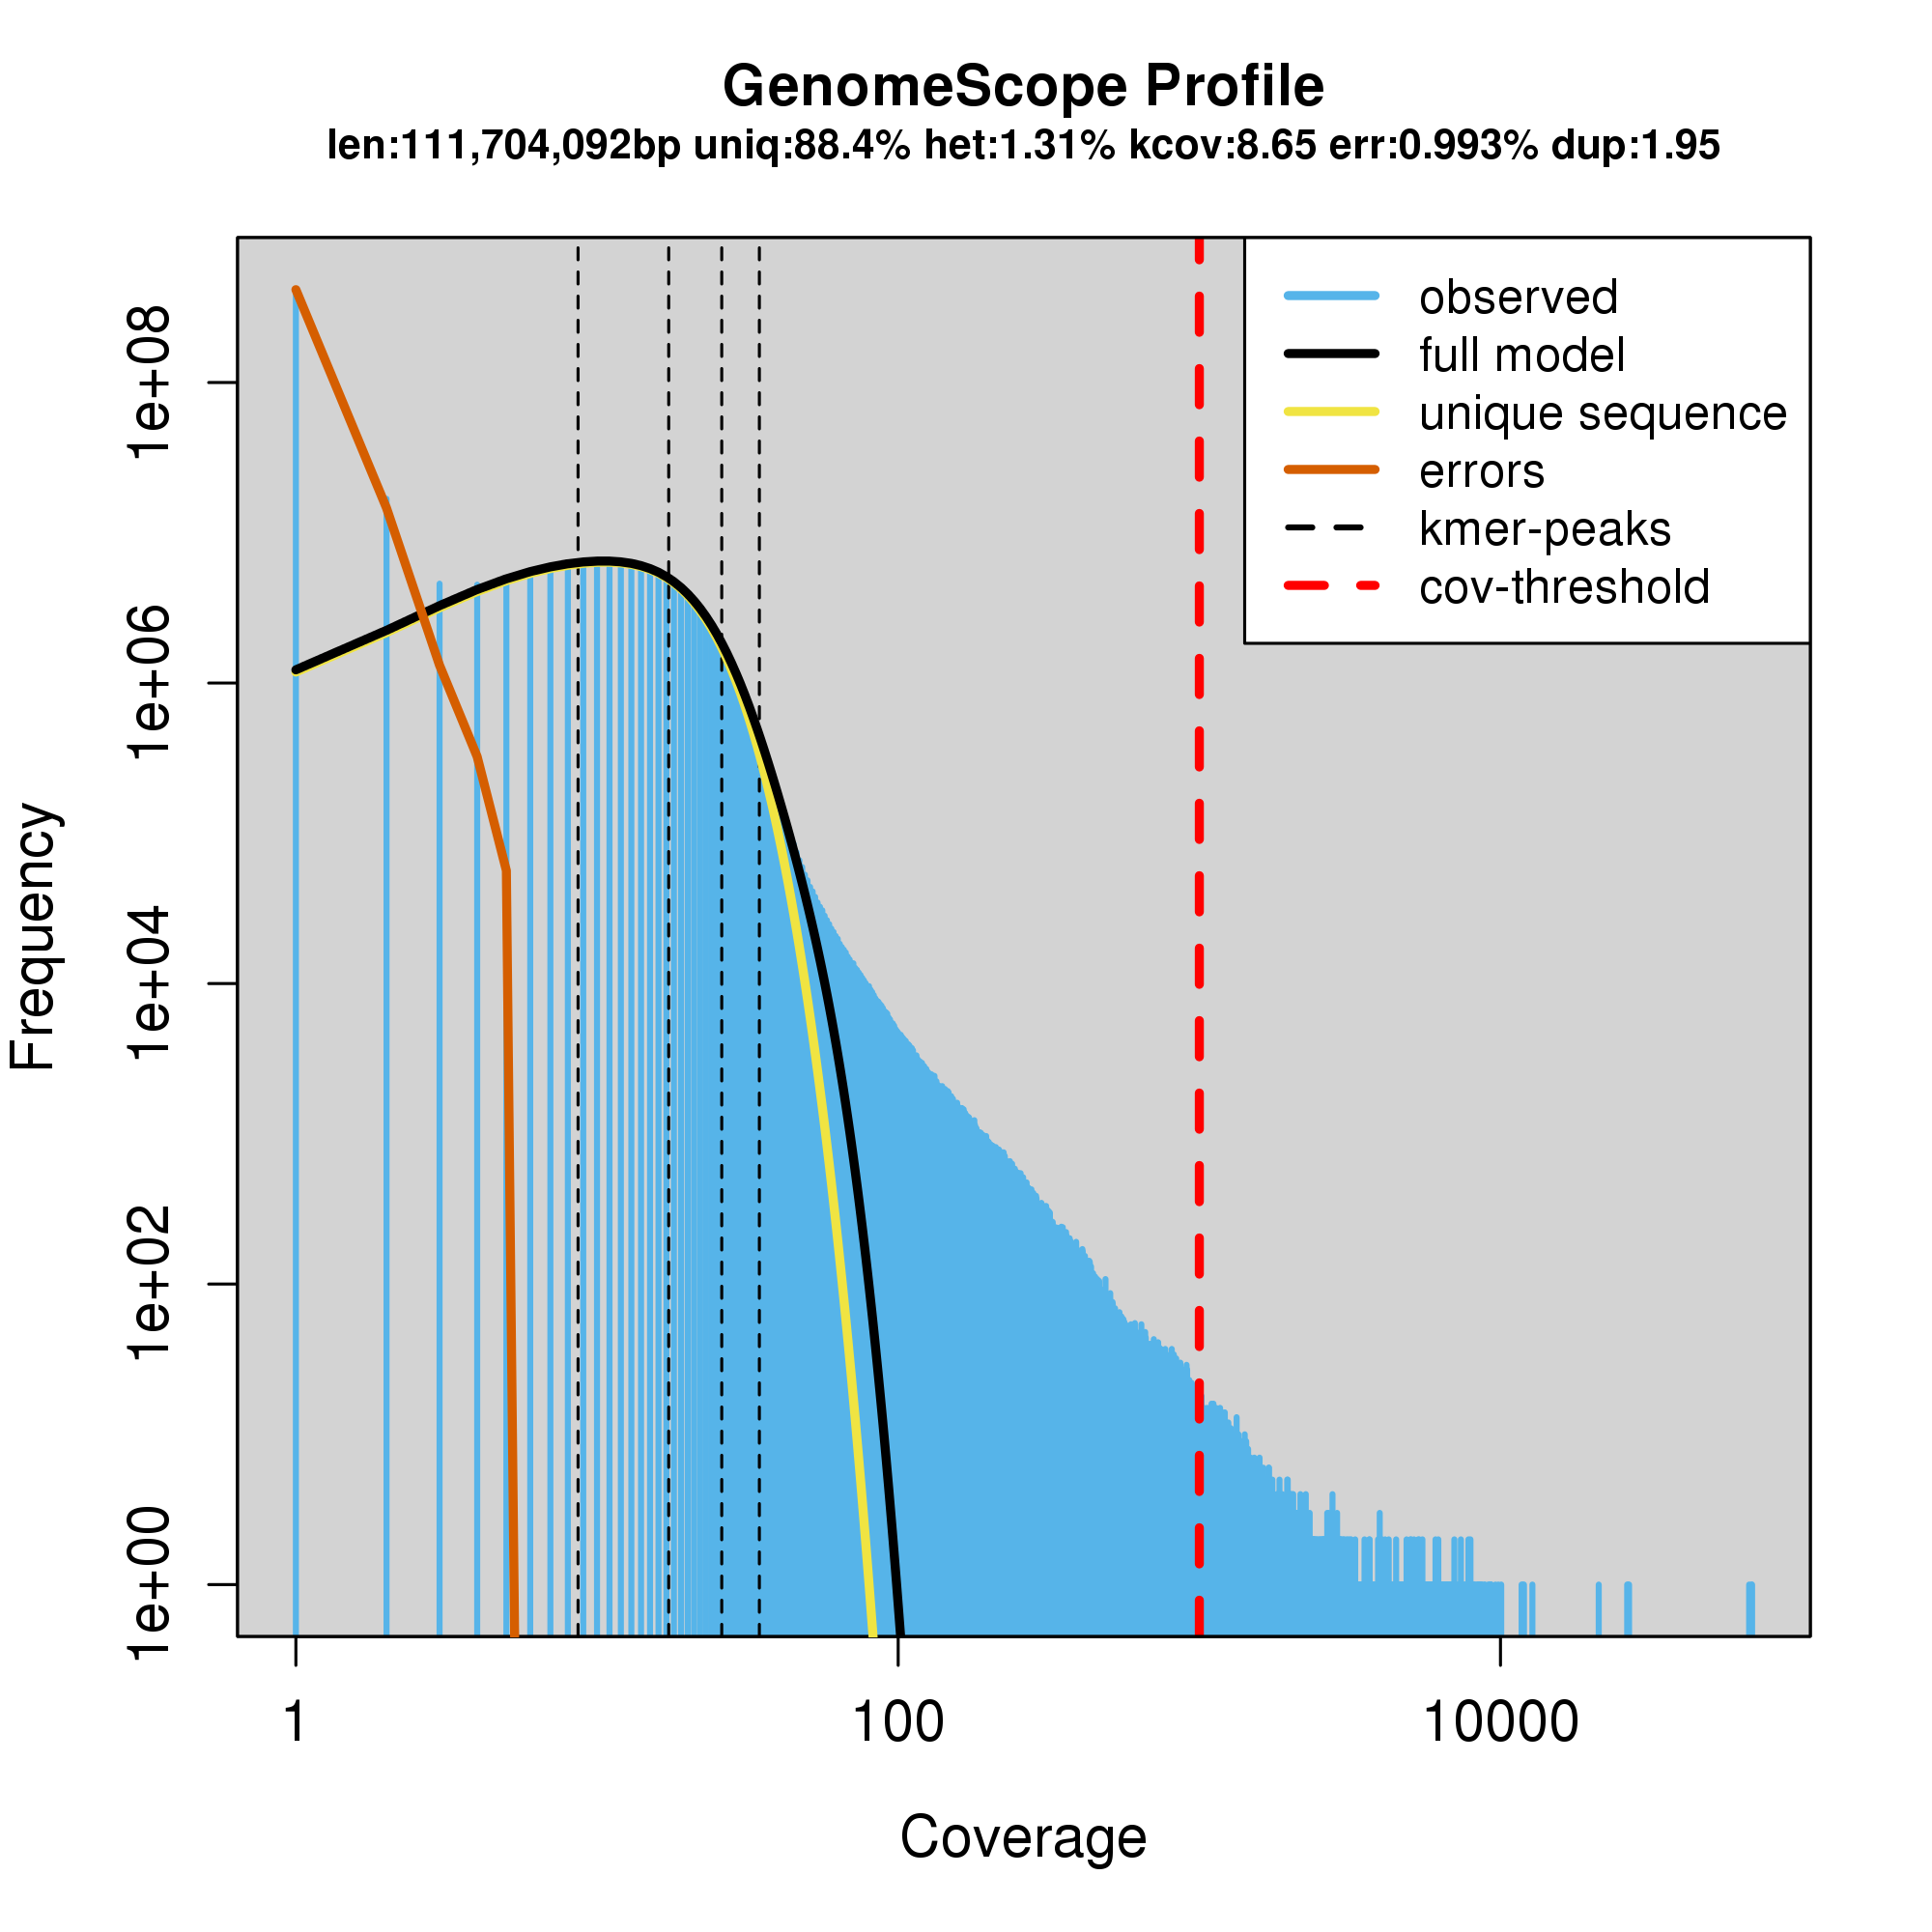 GenomeScope Profile
len:111,704,092bp uniq:88.4% het:1.31% kcov:8.65 err:0.993% dup:1.95
observed
full model
unique sequence
errors
kmer-peaks
cov-threshold
Frequency
1e+08
1e+06
1e+04
1e+02
1e+00
1
100
10000
Coverage